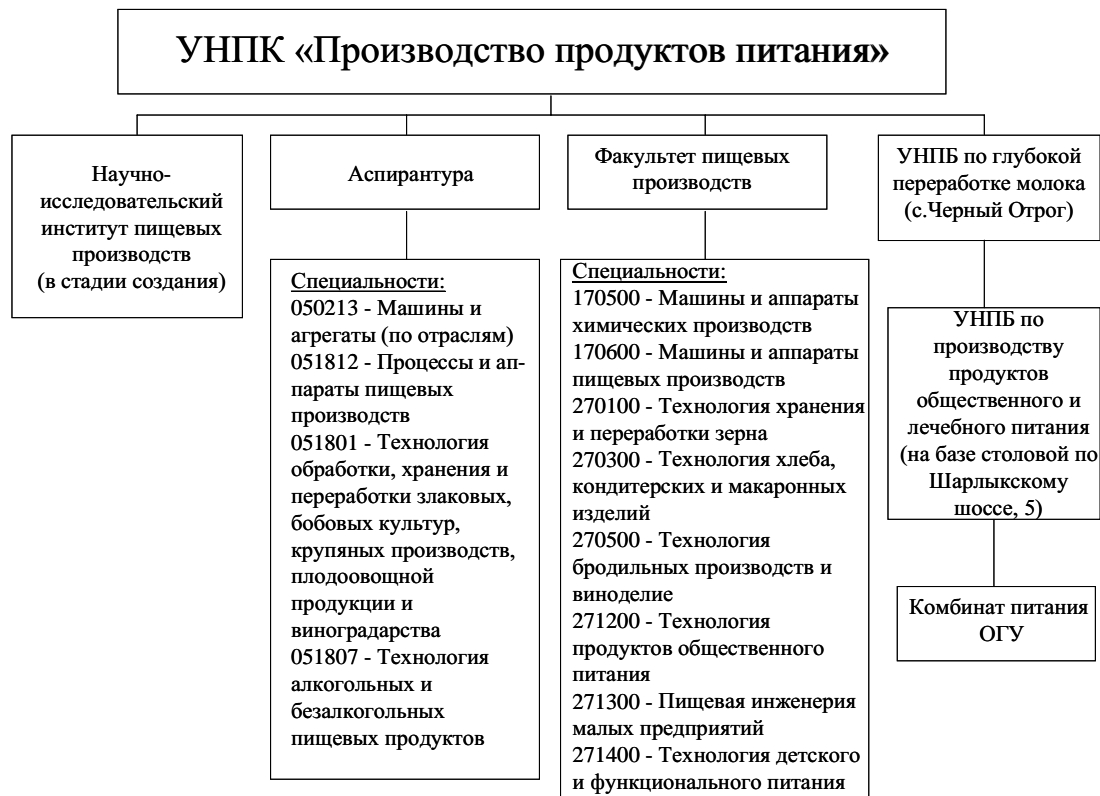 УНПК «Производство продуктов питания»
Научно-
исследовательский
институт пищевых
производств
(в стадии создания)
Аспирантура
Факультет пищевых
производств
УНПБ по глубокой
переработке молока
(с.Черный Отрог)
Специальности:
050213 - Машины и
агрегаты (по отраслям)
051812 - Процессы и ап-
параты пищевых
производств
051801 - Технология
обработки, хранения и
переработки злаковых,
бобовых культур,
крупяных производств,
плодоовощной
продукции и
виноградарства
051807 - Технология
алкогольных и
безалкогольных
пищевых продуктов
Специальности:
170500 - Машины и аппараты
химических производств
170600 - Машины и аппараты
пищевых производств
270100 - Технология хранения
и переработки зерна
270300 - Технология хлеба,
кондитерских и макаронных
изделий
270500 - Технология
бродильных производств и
виноделие
271200 - Технология
продуктов общественного
питания
271300 - Пищевая инженерия
малых предприятий
271400 - Технология детского
и функционального питания
УНПБ по
производству
продуктов
общественного и
лечебного питания
(на базе столовой по
Шарлыкскому
шоссе, 5)
Комбинат питания
ОГУ